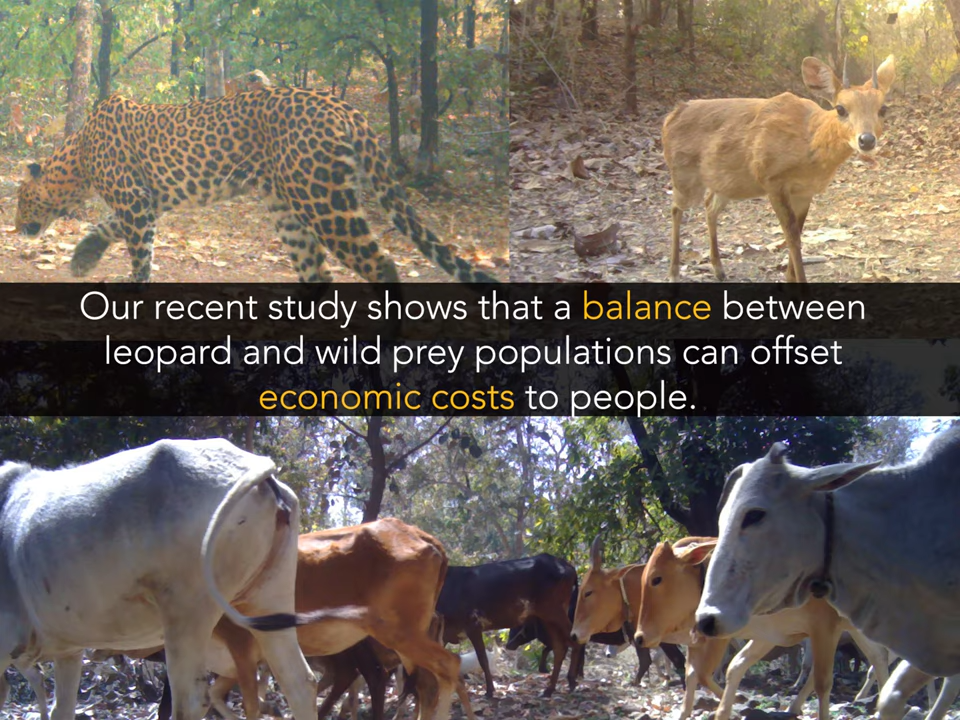 Our recent study shows that a balance between
leopard and wild prey populations can offset
economic costs to people.